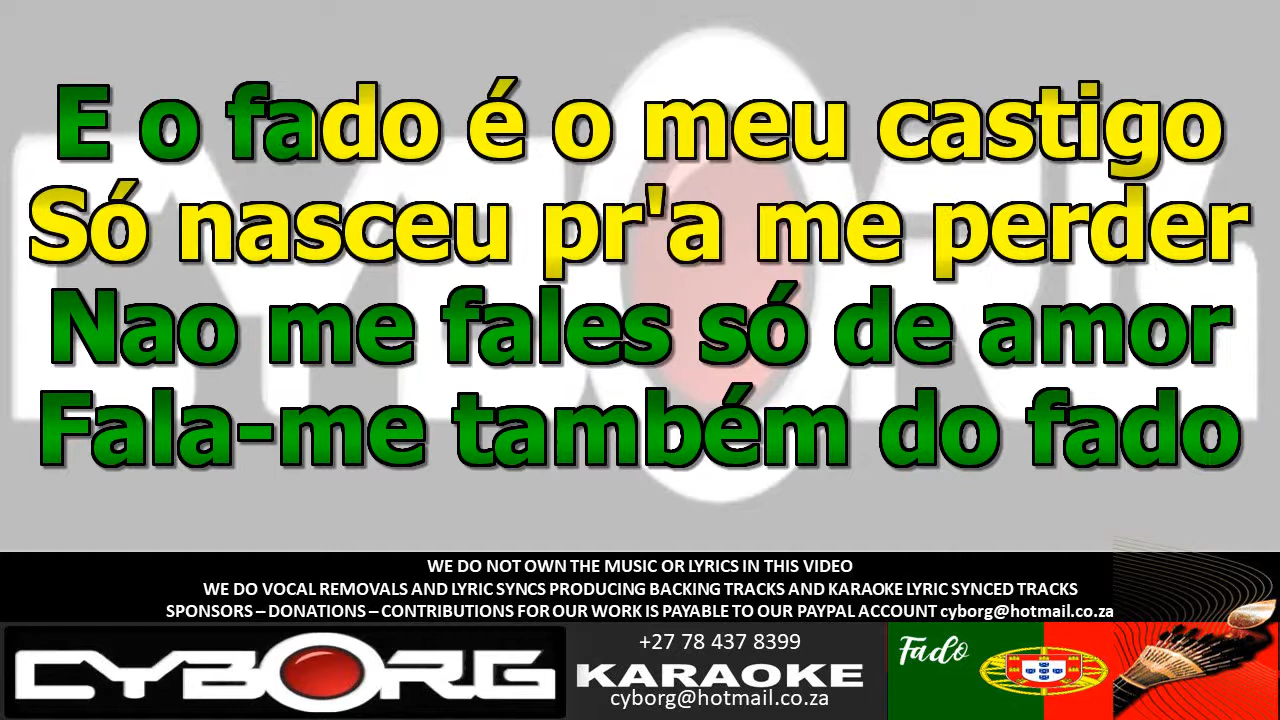 E o fado é o meu castigo
Só nasceu pr'a me perder
Nao me fales só de amor
Fala-me também do fado
WE DO NOT OWN THE MUSIC OR LYRICS IN THIS VIDEO
WE DO VOCAL REMOVALS AND LYRIC SYNCS PRODUCING BACKING TRACKS AND KARAOKE LYRIC SYNCED TRACKS
SPONSORS – DONATIONS – CONTRIBUTIONS FOR OUR WORK IS PAYABLE TO OUR PAYPAL ACCOUNT cyborg@hotmail.co.za
CYBORG
+27 78 437 8399
KARAOKE
cyborg@hotmail.co.za
Fado